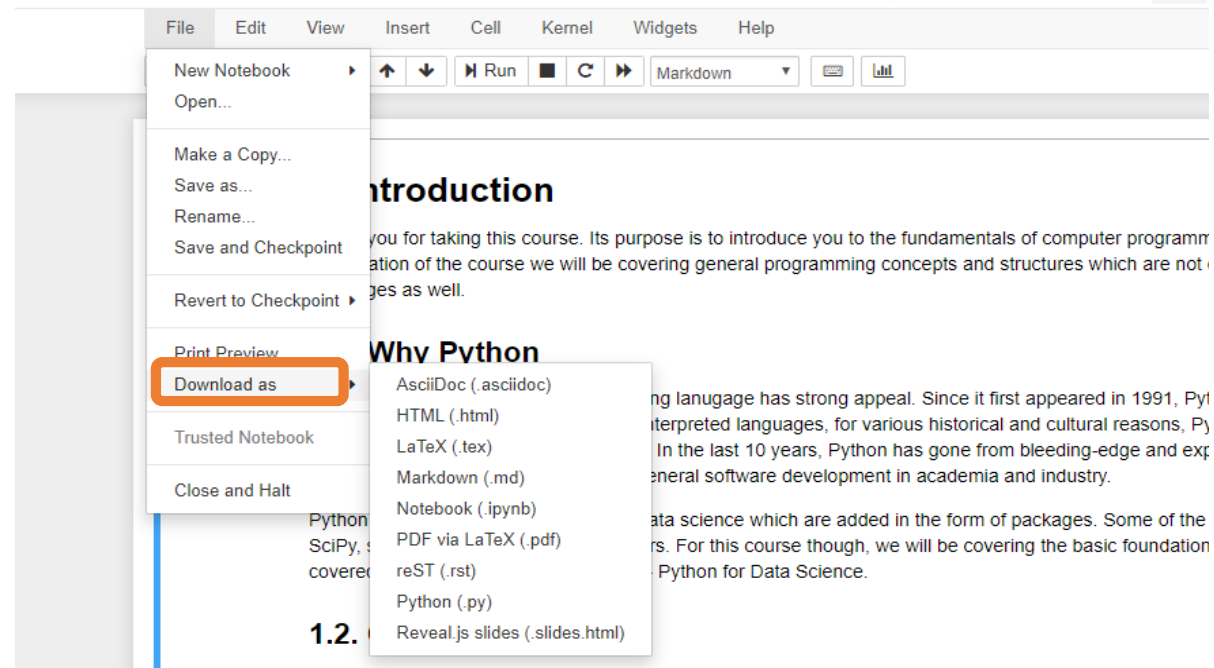 File Edit View Insert Cell Kernel Widgets Help
New Notebook
Open...
Make a Copy...
Save as...
Rename...
Save and Checkpoint
Revert to Checkpoint
Print Preview
Download as
Trusted Notebook
Close and Halt
Run Markdown
AsciiDoc (.asciidoc)
HTML (.html)
LaTeX (.tex)
Markdown (.md)
Notebook (.ipynb)
PDF via LaTeX (.pdf)
reST (.rst)
Python (.py)
Reveal.js slides (.slides.html)
ntroduction
you for taking this course. Its purpose is to introduce you to the fundamentals of computer programm
ation of the course we will be covering general programming concepts and structures which are not
ges as well.
Why Python
ng lanugage has strong appeal. Since it first appeared in 1991, Pyt
nterpreted languages, for various historical and cultural reasons, Py
In the last 10 years, Python has gone from bleeding-edge and exp
eneral software development in academia and industry.
Python ata science which are added in the form of packages. Some of the
SciPy, rs. For this course though, we will be covering the basic foundation
covered Python for Data Science.
1.2.